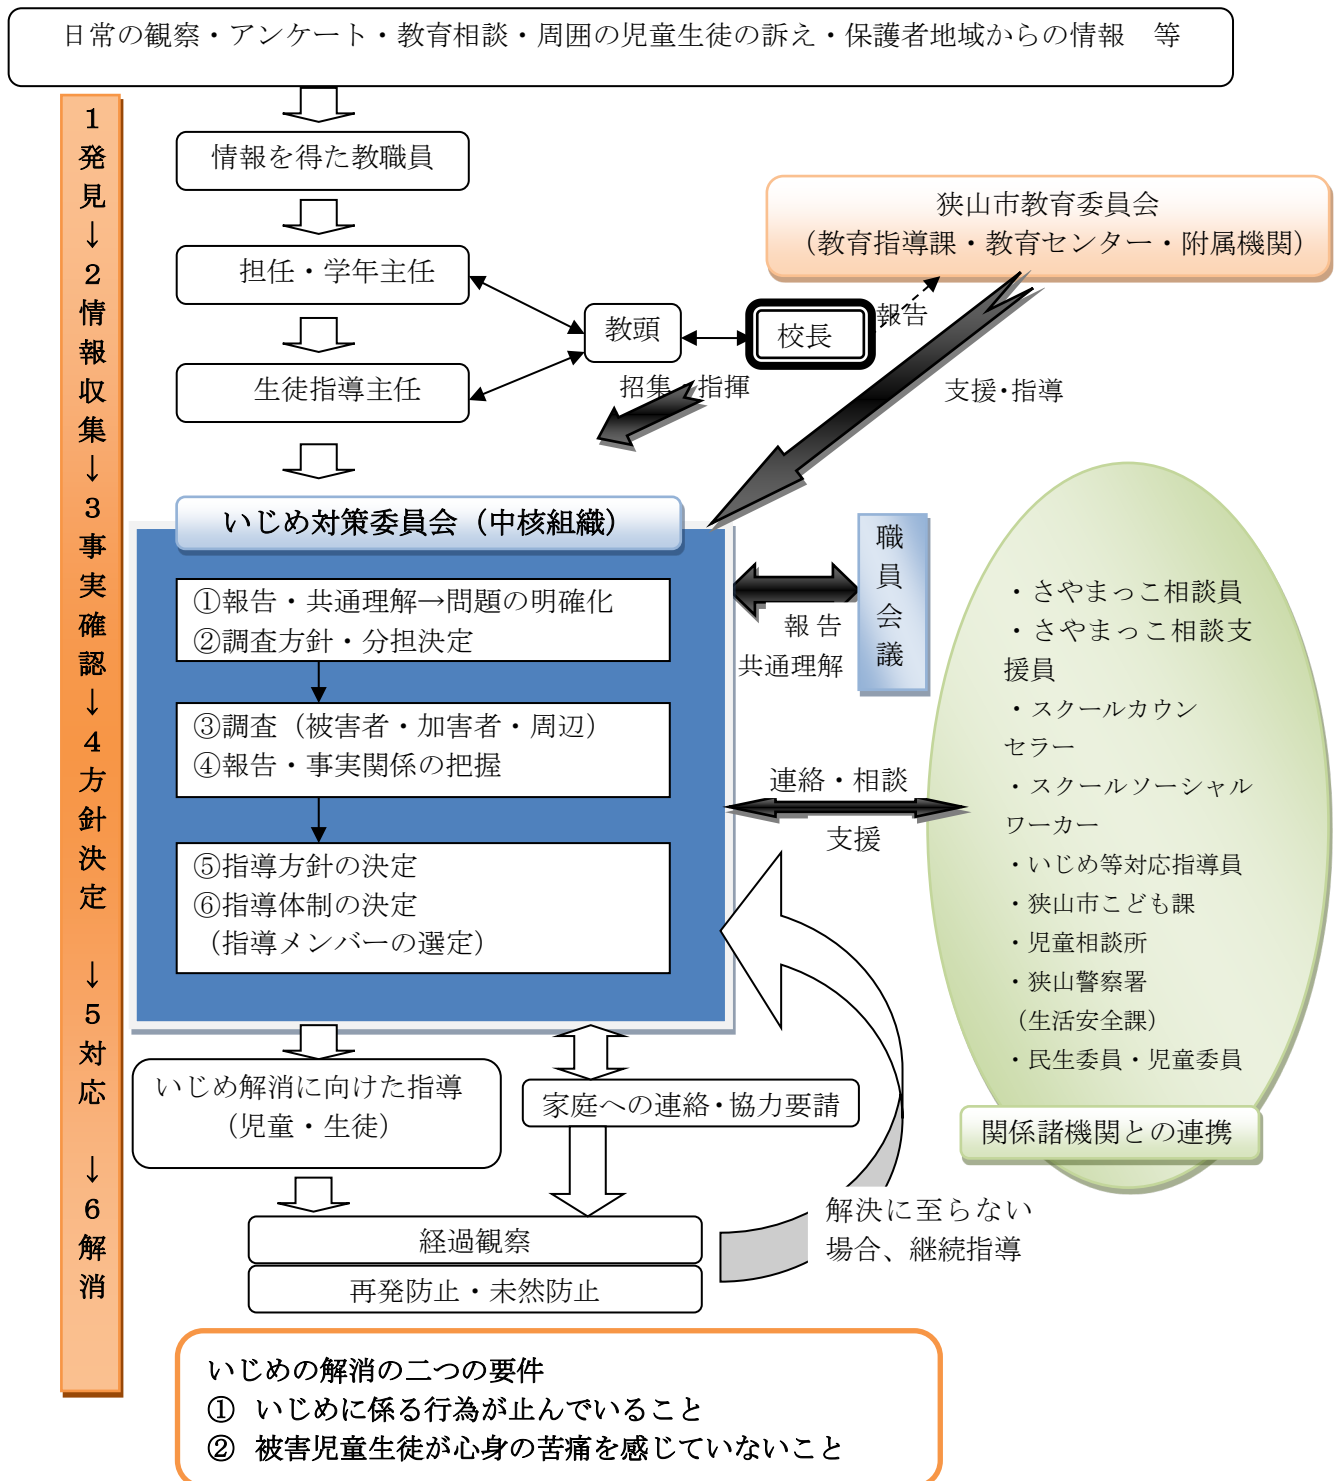 日常の観察・アンケート・教育相談・周囲の児童生徒の訴え・保護者地域からの情報　等
1発見↓2情報収集↓3事実確認↓4方針決定　↓5対応　↓6解消
情報を得た教職員
狭山市教育委員会
（教育指導課・教育センター・附属機関）
担任・学年主任
教頭
校長
報告
生徒指導主任
招集・指揮
支援・指導
いじめ対策委員会（中核組織）
①報告・共通理解→問題の明確化
②調査方針・分担決定
③調査（被害者・加害者・周辺）
④報告・事実関係の把握
⑤指導方針の決定
⑥指導体制の決定
（指導メンバーの選定）
職員会議
報告
共通理解
連絡・相談
支援
・さやまっこ相談員
・さやまっこ相談支
援員
・スクールカウン
セラー
・スクールソーシャル
ワーカー
・いじめ等対応指導員
・狭山市こども課
・児童相談所
・狭山警察署
（生活安全課）
・民生委員・児童委員
関係諸機関との連携
いじめ解消に向けた指導
（児童・生徒）
家庭への連絡・協力要請
経過観察
再発防止・未然防止
解決に至らない
場合、継続指導
いじめの解消の二つの要件
①　いじめに係る行為が止んでいること
②　被害児童生徒が心身の苦痛を感じていないこと